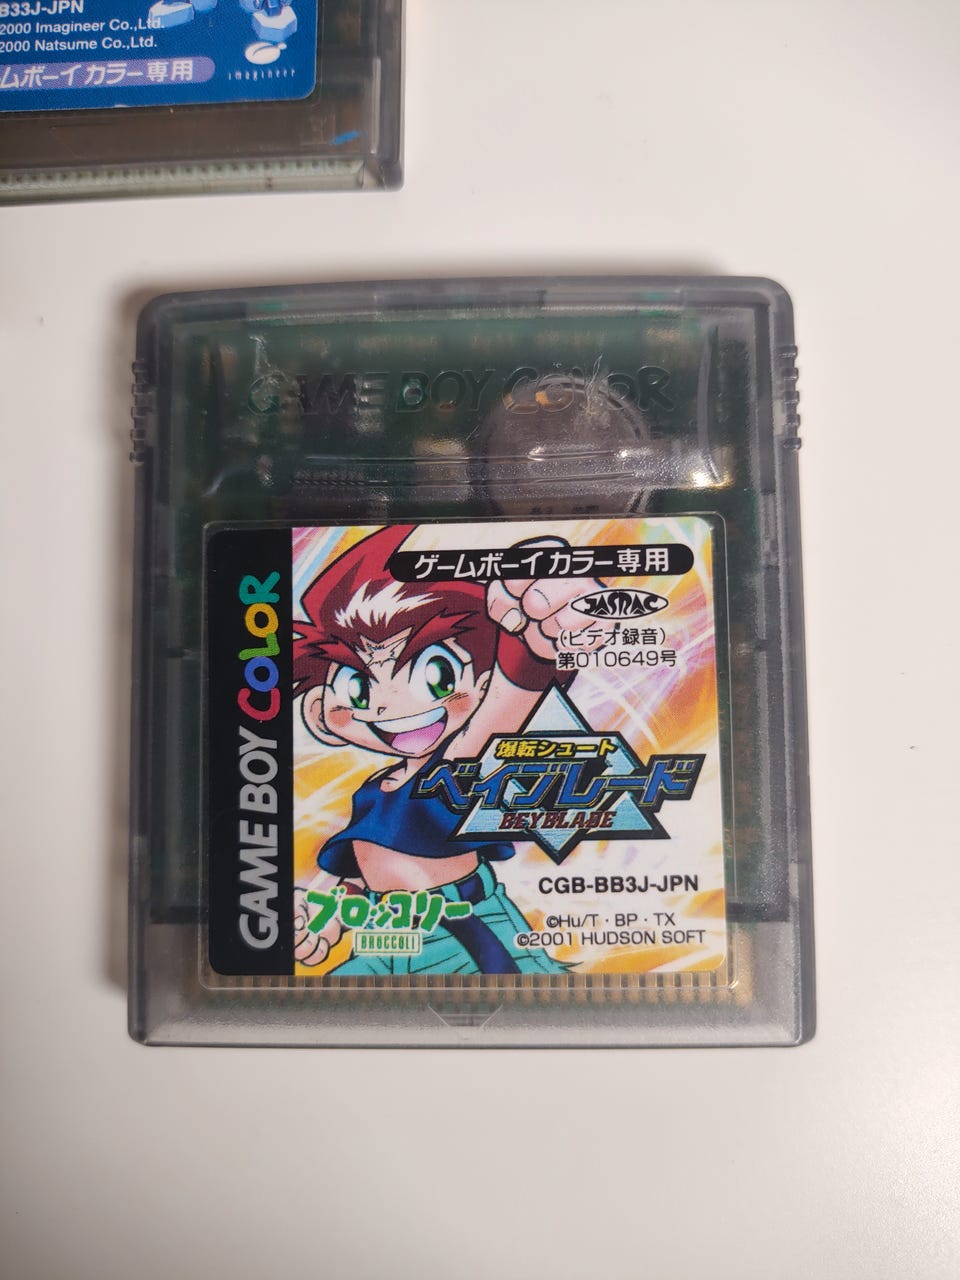 B33J-JPN
2000 Imagineer Co.,Ltd.
2000 Natsume Co.,Ltd.
ームボーイカラー専用
imagineer
GAME BOY COLOR
GAME BOY COLOR
ゲームボーイカラー専用
JASRAC
(ビデオ録音)
第010649号
爆転シュート
ベイブレード
BEYBLADE
CGB-BB3J-JPN
ブロッコリー
BROCCOLI
©Hu/T・BP・TX
©2001 HUDSON SOFT